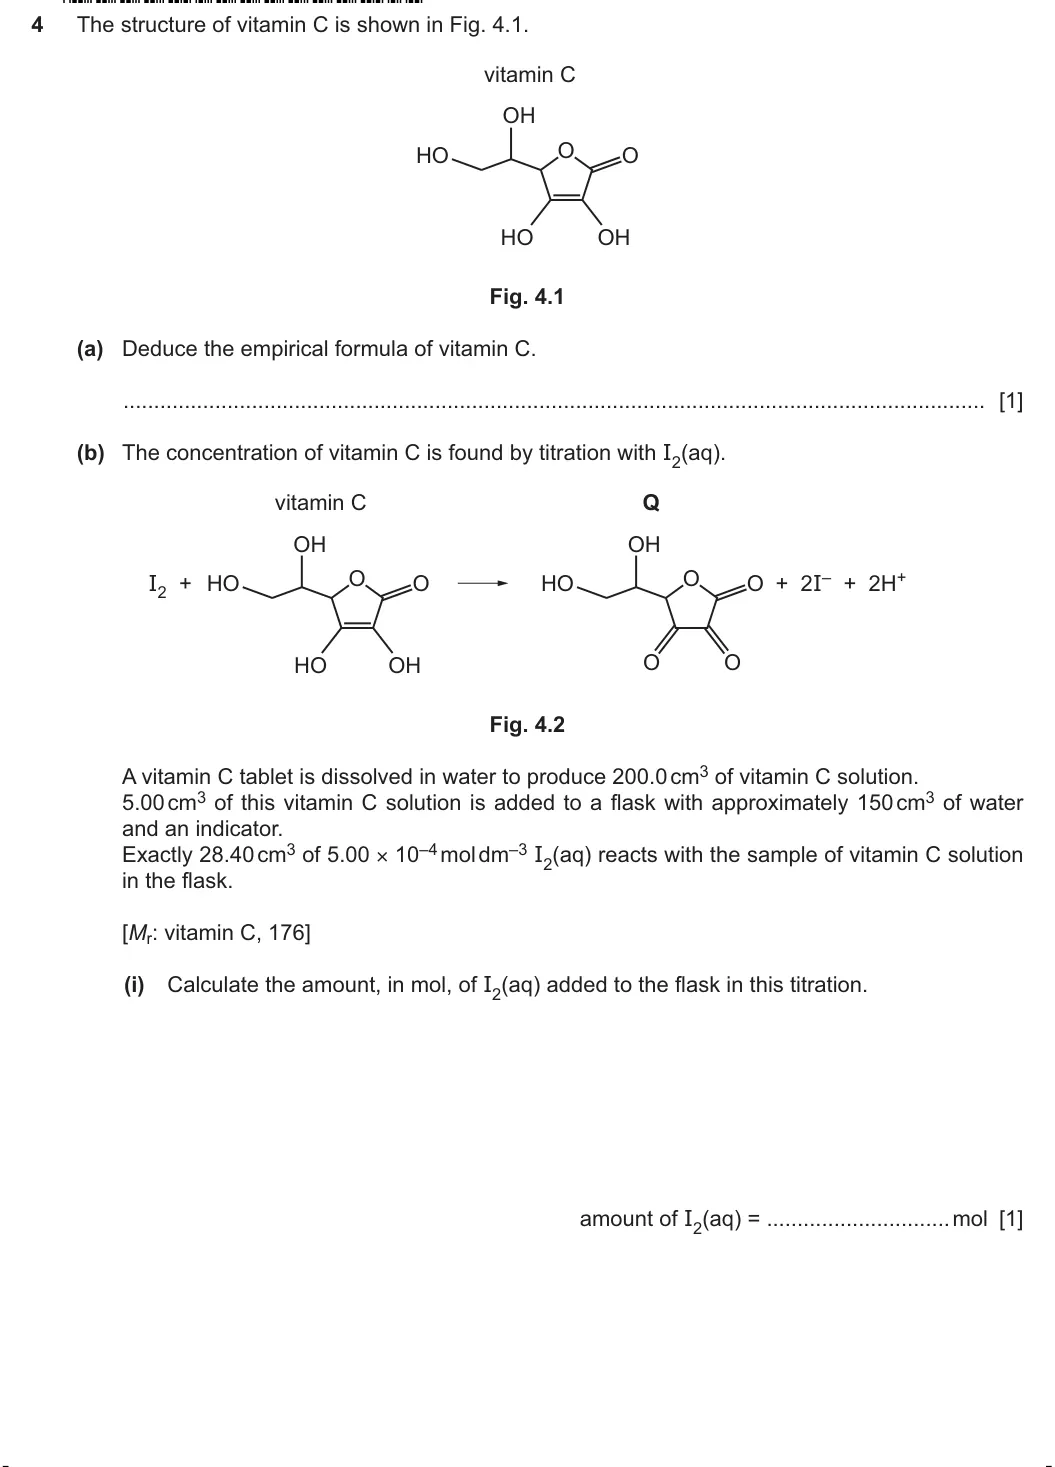 4 The structure of vitamin C is shown in Fig. 4.1.
vitamin C
OH
HO
O
O
HO
OH
Fig. 4.1
(a) Deduce the empirical formula of vitamin C.
.............................................................................................................................................. [1]
(b) The concentration of vitamin C is found by titration with I₂(aq).
vitamin C
Q
OH
OH
I₂ + HO
O
O
HO
O
O + 2I⁻ + 2H⁺
HO
OH
O
O
Fig. 4.2
A vitamin C tablet is dissolved in water to produce 200.0 cm³ of vitamin C solution.
5.00 cm³ of this vitamin C solution is added to a flask with approximately 150 cm³ of water
and an indicator.
Exactly 28.40 cm³ of 5.00 × 10⁻⁴ mol dm⁻³ I₂(aq) reacts with the sample of vitamin C solution
in the flask.
[Mᵣ: vitamin C, 176]
(i) Calculate the amount, in mol, of I₂(aq) added to the flask in this titration.
amount of I₂(aq) = .............................. mol [1]